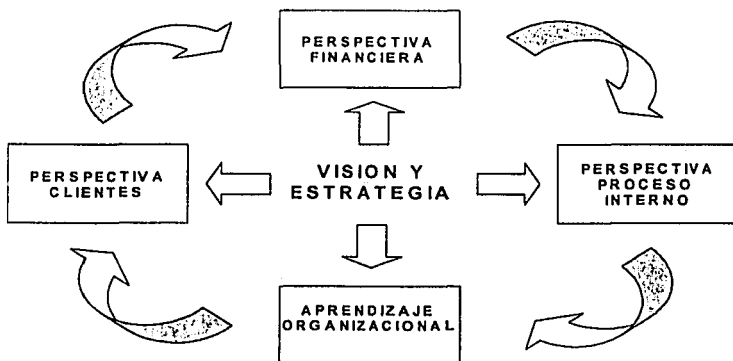 PERSPECTIVA
FINANCIERA
PERSPECTIVA
CLIENTES
VISION Y
ESTRATEGIA
PERSPECTIVA
PROCESO
INTERNO
APRENDIZAJE
ORGANIZACIONAL